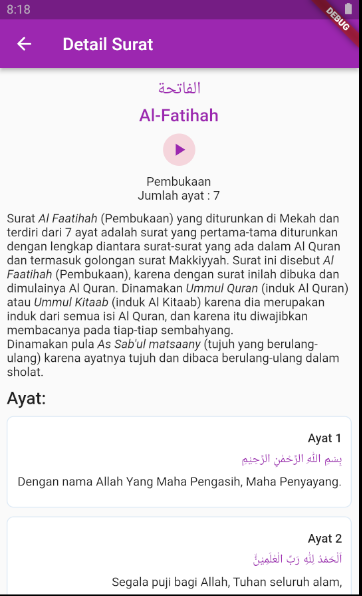 8:18
DEBUG
Detail Surat
الفاتحة
Al-Fatihah
Pembukaan
Jumlah ayat : 7
Surat Al Faatihah (Pembukaan) yang diturunkan di Mekah dan
terdiri dari 7 ayat adalah surat yang pertama-tama diturunkan
dengan lengkap diantara surat-surat yang ada dalam Al Quran
dan termasuk golongan surat Makkiyyah. Surat ini disebut Al
Faatihah (Pembukaan), karena dengan surat inilah dibuka dan
dimulainya Al Quran. Dinamakan Ummul Quran (induk Al Quran)
atau Ummul Kitaab (induk Al Kitaab) karena dia merupakan
induk dari semua isi Al Quran, dan karena itu diwajibkan
membacanya pada tiap-tiap sembahyang.
Dinamakan pula As Sab'ul matsaany (tujuh yang berulang-
ulang) karena ayatnya tujuh dan dibaca berulang-ulang dalam
sholat.
Ayat:
Ayat 1
بِسْمِ اللّٰهِ الرَّحْمٰنِ الرَّحِيْمِ
Dengan nama Allah Yang Maha Pengasih, Maha Penyayang.
Ayat 2
اَلْحَمْدُ لِلّٰهِ رَبِّ الْعٰلَمِيْنَۙ
Segala puji bagi Allah, Tuhan seluruh alam,